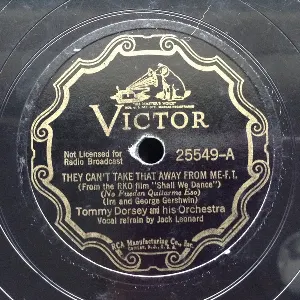 "HIS MASTER'S VOICE"
VICTOR
Not Licensed for
Radio Broadcast
25549-A
THEY CAN'T TAKE THAT AWAY FROM ME-F.T.
(From the RKO film "Shall We Dance")
(No Pueden Quitarme Eso)
(Ira and George Gershwin)
Tommy Dorsey and his Orchestra
Vocal refrain by Jack Leonard
RCA Manufacturing Co., Inc.
Camden, N.J., U.S.A.